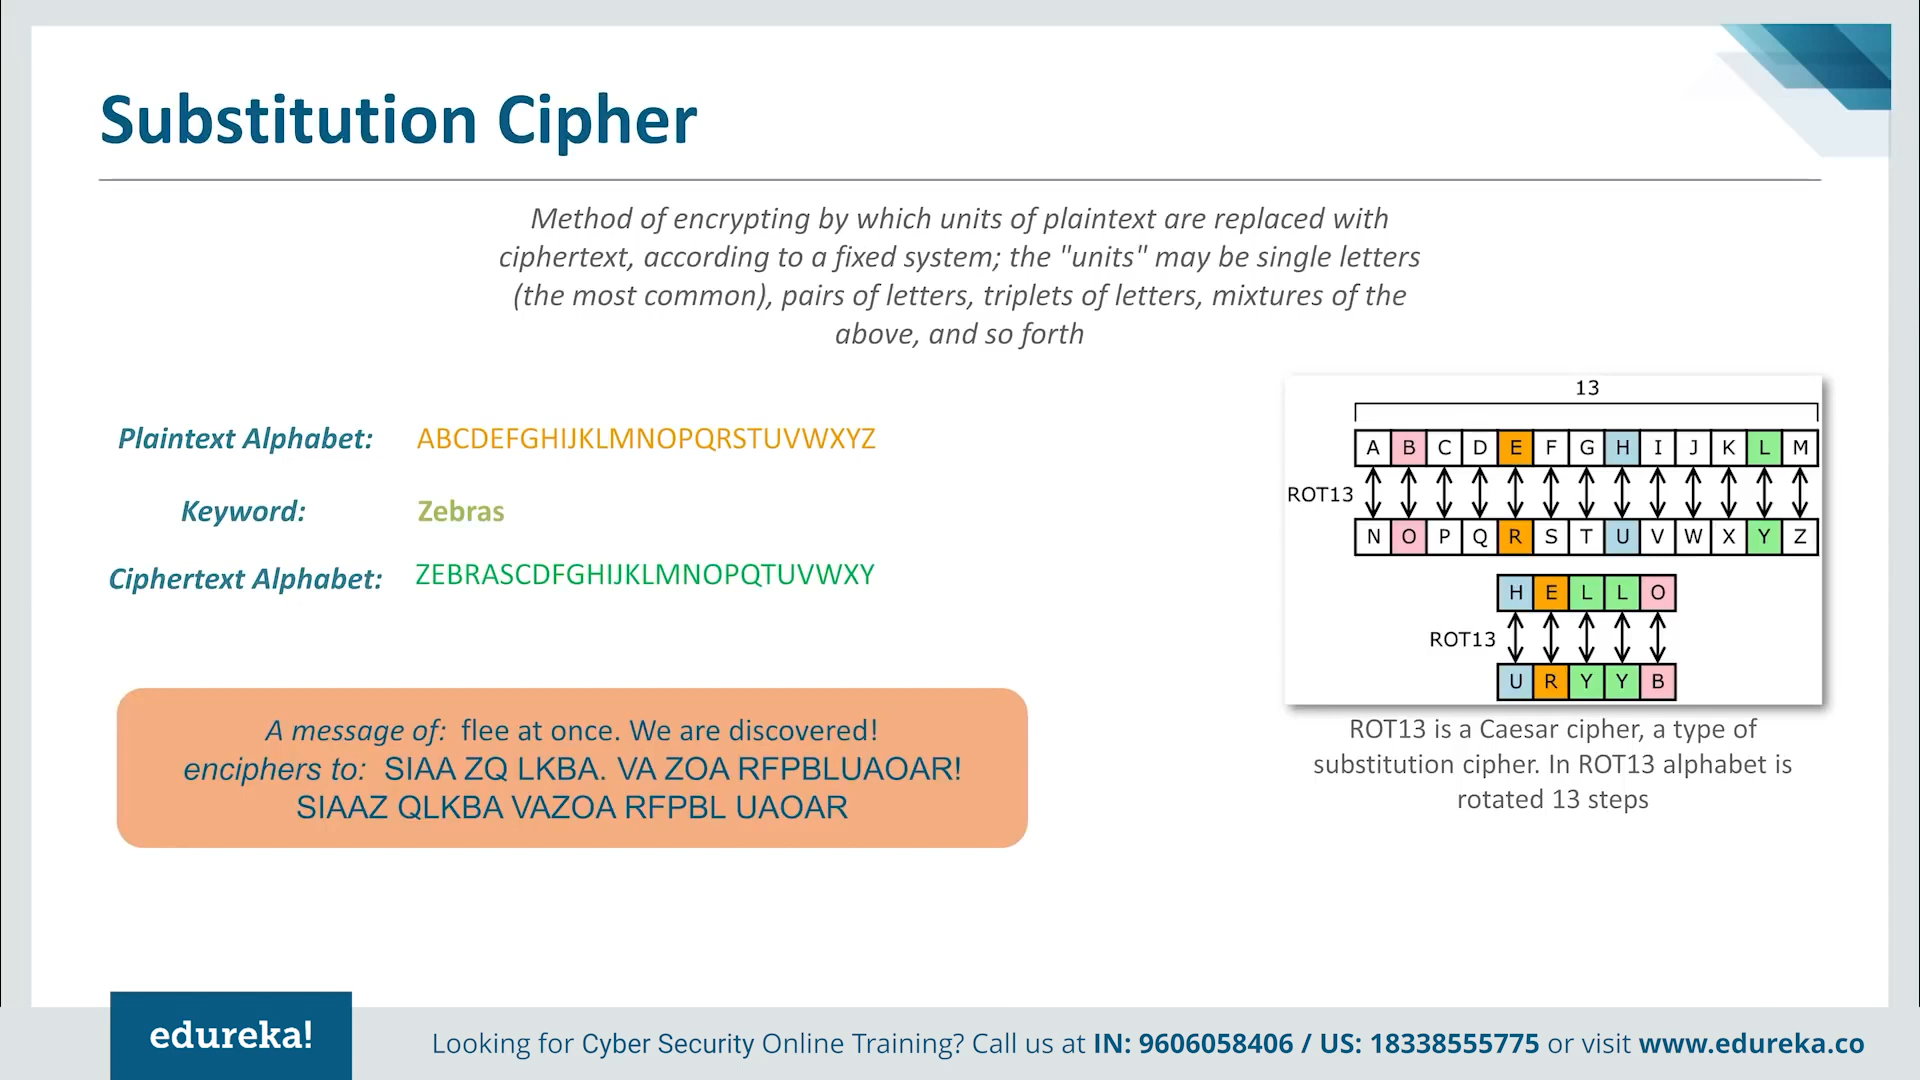 Substitution Cipher
Method of encrypting by which units of plaintext are replaced with
ciphertext, according to a fixed system; the "units" may be single letters
(the most common), pairs of letters, triplets of letters, mixtures of the
above, and so forth
Plaintext Alphabet: ABCDEFGHIJKLMNOPQRSTUVWXYZ
Keyword: Zebras
Ciphertext Alphabet: ZEBRASCDFGHIJKLMNOPQTUVWXY
A message of: flee at once. We are discovered!
enciphers to: SIAA ZQ LKBA. VA ZOA RFPBLUAOAR!
SIAAZ QLKBA VAZOA RFPBL UAOAR
13
A B C D E F G H I J K L M
ROT13
N O P Q R S T U V W X Y Z
H E L L O
ROT13
U R Y Y B
ROT13 is a Caesar cipher, a type of
substitution cipher. In ROT13 alphabet is
rotated 13 steps
edureka!
Looking for Cyber Security Online Training? Call us at IN: 9606058406 / US: 18338555775 or visit www.edureka.co